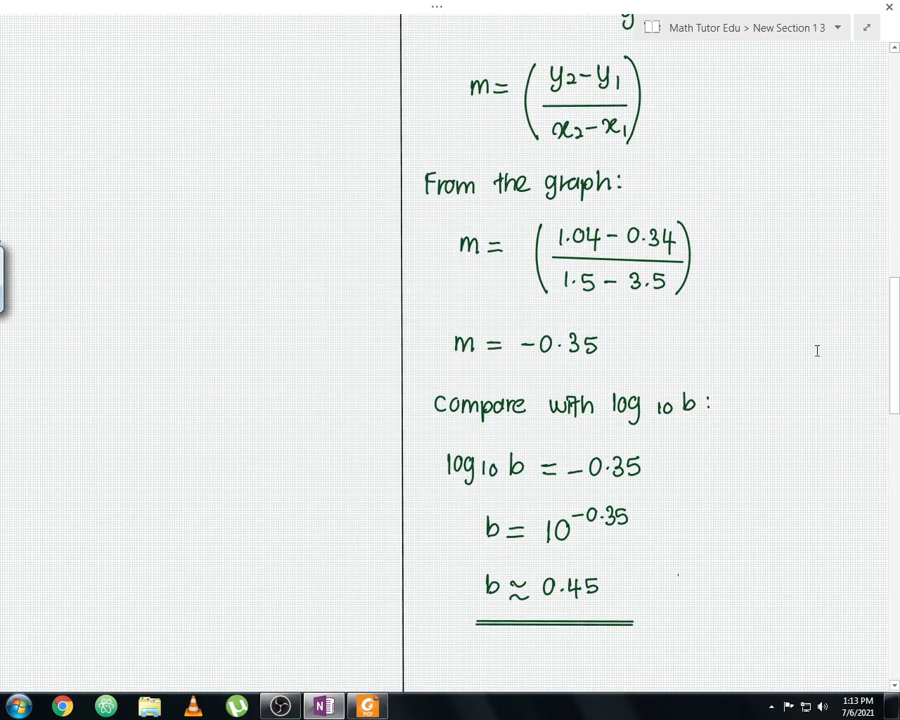 Math Tutor Edu > New Section 1 3
m = (y2 - y1 / x2 - x1)
From the graph:
m = (1.04 - 0.34 / 1.5 - 3.5)
m = -0.35
Compare with log 10 b :
log10 b = -0.35
b = 10^-0.35
b ≈ 0.45
1:13 PM
7/6/2021